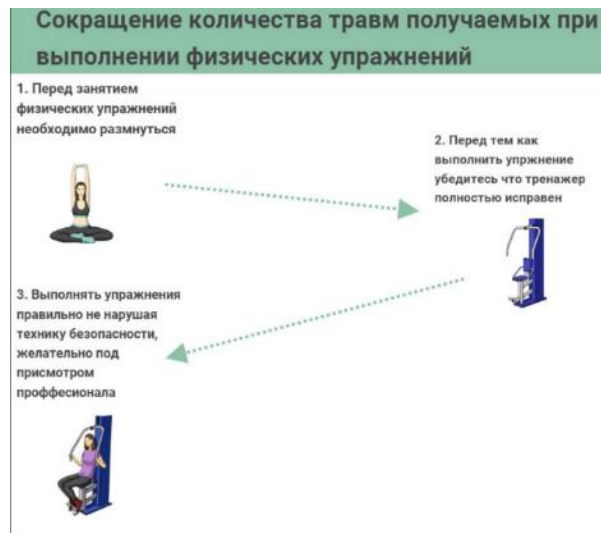 Сокращение количества травм получаемых при
выполнении физических упражнений
1. Перед занятием
физических упражнений
необходимо размнуться
2. Перед тем как
выполнить упржнение
убедитесь что тренажер
полностью исправен
3. Выполнять упражнения
правильно не нарушая
технику безопасности,
желательно под
присмотром
проффесионала